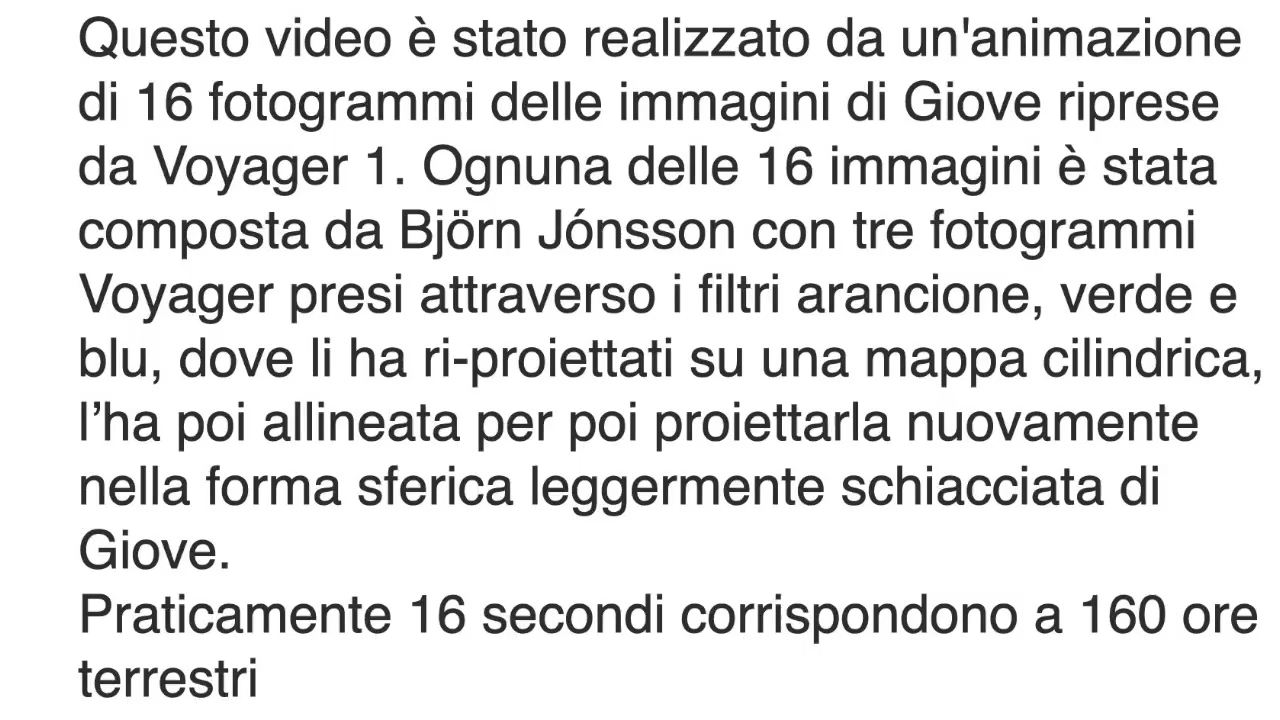 Questo video è stato realizzato da un'animazione
di 16 fotogrammi delle immagini di Giove riprese
da Voyager 1. Ognuna delle 16 immagini è stata
composta da Björn Jónsson con tre fotogrammi
Voyager presi attraverso i filtri arancione, verde e
blu, dove li ha ri-proiettati su una mappa cilindrica,
l’ha poi allineata per poi proiettarla nuovamente
nella forma sferica leggermente schiacciata di
Giove.
Praticamente 16 secondi corrispondono a 160 ore
terrestri